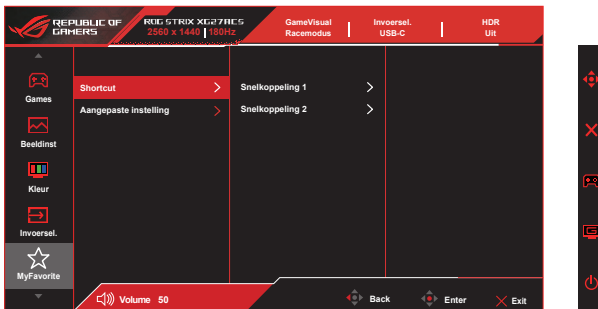 REPUBLIC OF
GAMERS
ROG STRIX XG27ACS
2560 x 1440 180Hz
GameVisual
Racemodus
Invoersel.
USB-C
HDR
Uit
Games
Beeldinst
Kleur
Invoersel.
MyFavorite
Shortcut
Aangepaste instelling
Snelkoppeling 1
Snelkoppeling 2
Volume 50
Back
Enter
Exit